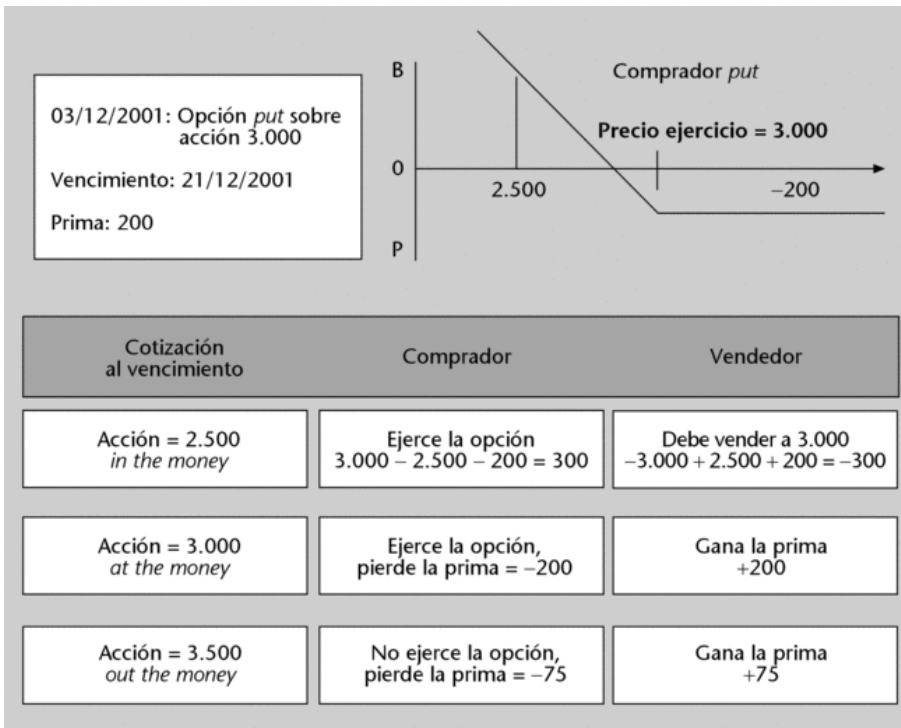 03/12/2001: Opción put sobre
acción 3.000
Vencimiento: 21/12/2001
Prima: 200
B
Comprador put
Precio ejercicio = 3.000
0
2.500
−200
P
Cotización
al vencimiento
Comprador
Vendedor
Acción = 2.500
in the money
Ejerce la opción
3.000 − 2.500 − 200 = 300
Debe vender a 3.000
−3.000 + 2.500 + 200 = −300
Acción = 3.000
at the money
Ejerce la opción,
pierde la prima = −200
Gana la prima
+200
Acción = 3.500
out the money
No ejerce la opción,
pierde la prima = −75
Gana la prima
+75